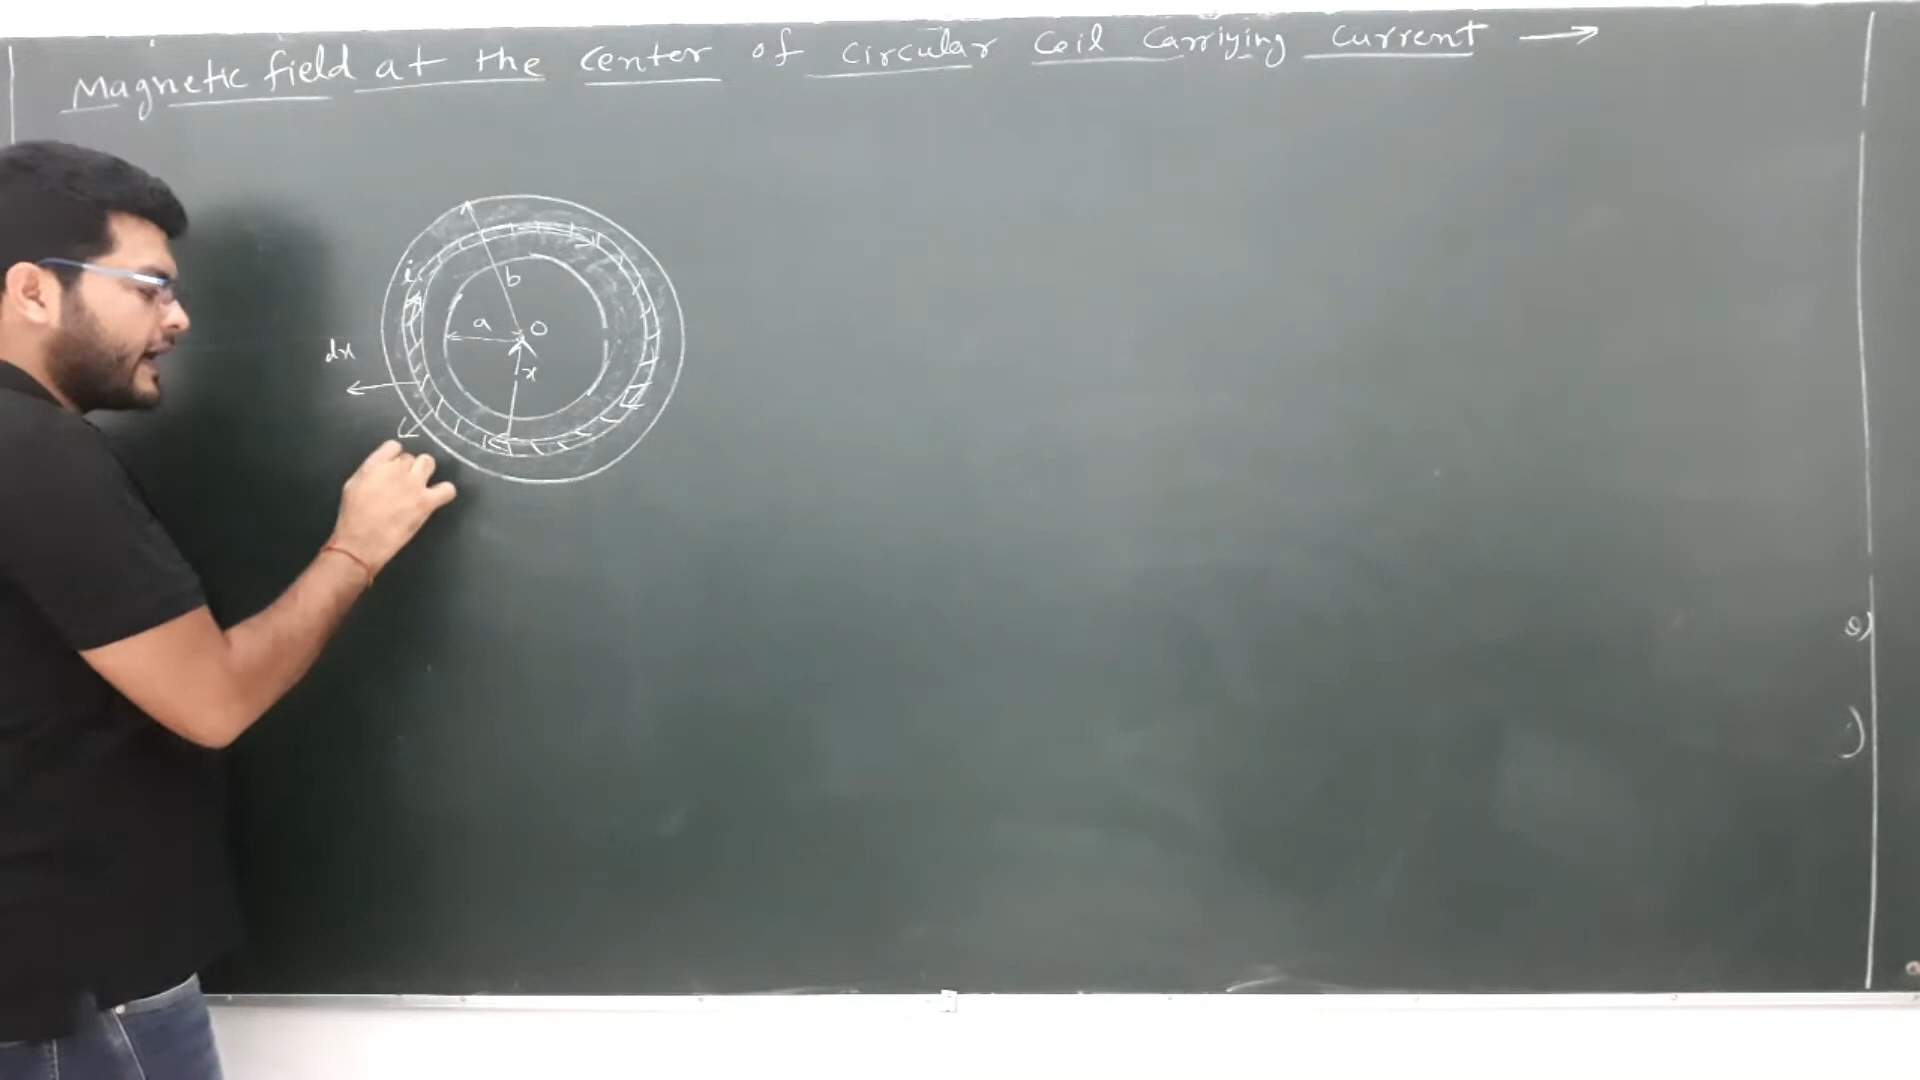 Magnetic field at the center of circular coil Carrying current →
i
b
a
O
dx
x